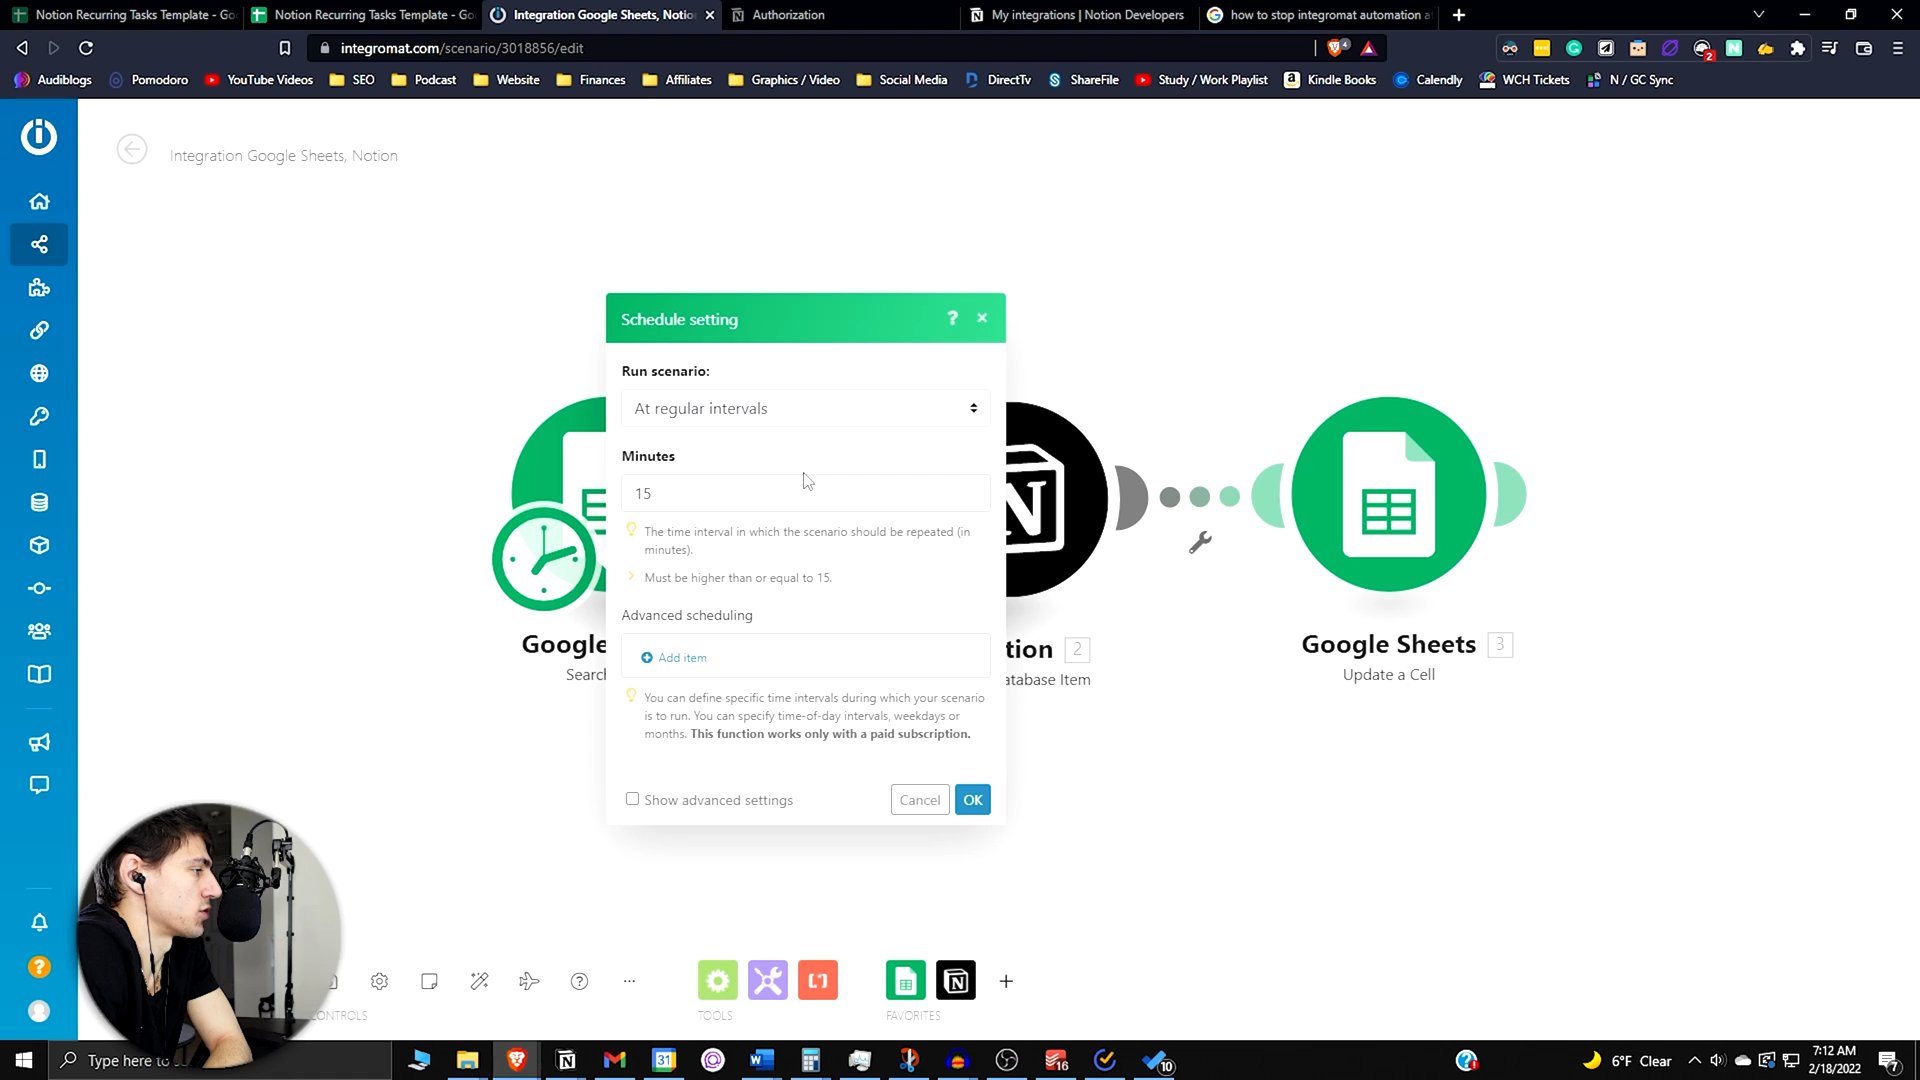 Notion Recurring Tasks Template - Go
Notion Recurring Tasks Template - Go
Integration Google Sheets, Notio
Authorization
My integrations | Notion Developers
how to stop integromat automation a
integromat.com/scenario/3018856/edit
4
2
Audiblogs
Pomodoro
YouTube Videos
SEO
Podcast
Website
Finances
Affiliates
Graphics / Video
Social Media
DirectTv
ShareFile
Study / Work Playlist
Kindle Books
Calendly
WCH Tickets
N / GC Sync
Integration Google Sheets, Notion
Schedule setting
?
Run scenario:
At regular intervals
Minutes
15
The time interval in which the scenario should be repeated (in
minutes).
Must be higher than or equal to 15.
Advanced scheduling
Add item
You can define specific time intervals during which your scenario
is to run. You can specify time-of-day intervals, weekdays or
months. This function works only with a paid subscription.
Show advanced settings
Cancel
OK
Google
Search
tion 2
atabase Item
Google Sheets 3
Update a Cell
ONTROLS
TOOLS
FAVORITES
Type here to
31
16
10
6°F Clear
7:12 AM
2/18/2022
7